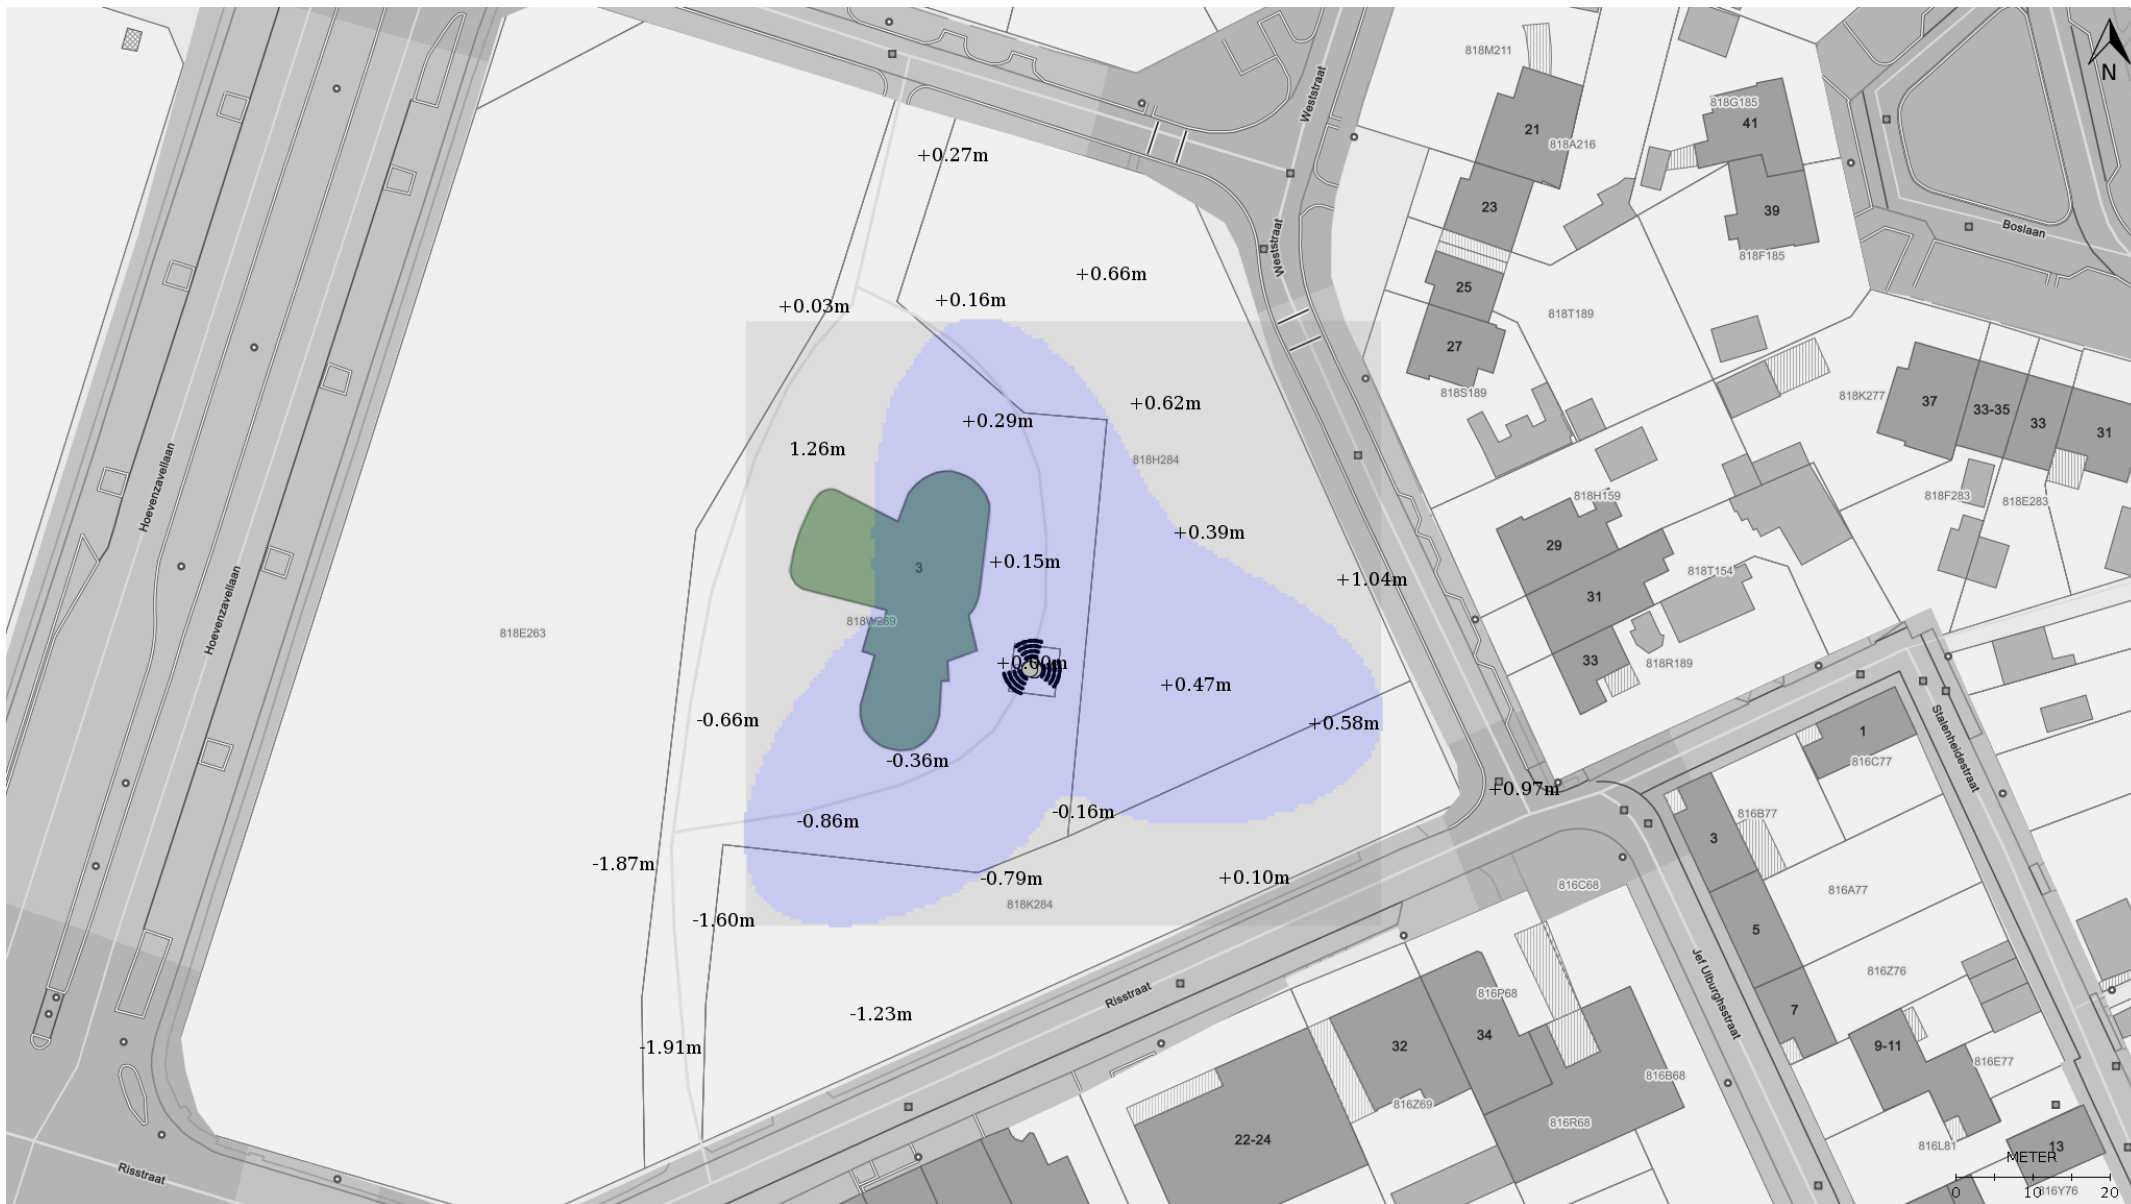 N
818M211
21
818A216
818G185
41
Weststraat
+0.27m
23
39
Boslaan
Weststraat
818F185
+0.66m
25
+0.16m
+0.03m
818T189
27
818S189
818K277
37
33-35
33
31
+0.62m
+0.29m
1.26m
818H284
Hoevenzavellaan
818H159
818F283
818E283
+0.39m
29
+0.15m
3
818T154
+1.04m
31
Hoevenzavellaan
818W289
818E263
33
818R189
+0.00m
+0.47m
-0.66m
+0.58m
Stalenheidestraat
1
816C77
-0.36m
+0.97m
-0.16m
816B77
-0.86m
3
-1.87m
-0.79m
+0.10m
816C68
816A77
818K284
-1.60m
5
816Z76
Jef Ulburghsstraat
Risstraat
816P68
-1.23m
7
34
32
9-11
-1.91m
816E77
816B68
816Z69
816R68
22-24
816L81
13
Risstraat
METER
0 10 20
816Y76